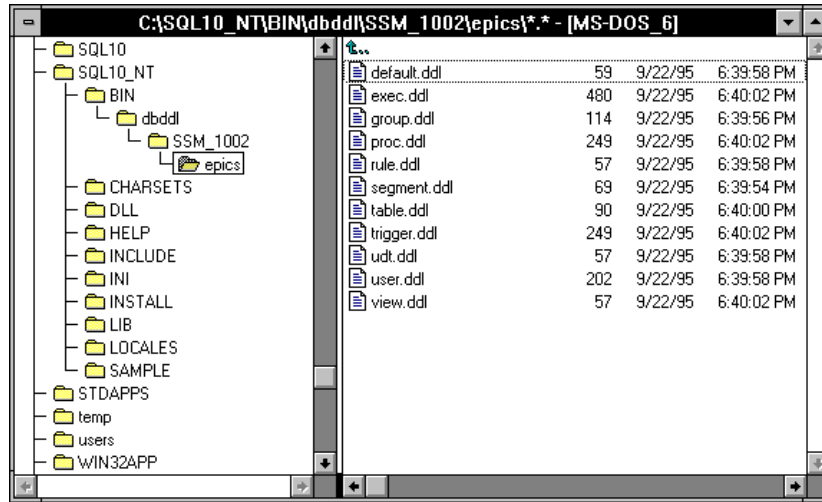 C:\SQL10_NT\BIN\dbddl\SSM_1002\epics\*.* - [MS-DOS_6]
SQL10
SQL10_NT
BIN
dbddl
SSM_1002
epics
CHARSETS
DLL
HELP
INCLUDE
INI
INSTALL
LIB
LOCALES
SAMPLE
STDAPPS
temp
users
WIN32APP
..
default.ddl 59 9/22/95 6:39:58 PM
exec.ddl 480 9/22/95 6:40:02 PM
group.ddl 114 9/22/95 6:39:56 PM
proc.ddl 249 9/22/95 6:40:02 PM
rule.ddl 57 9/22/95 6:39:58 PM
segment.ddl 69 9/22/95 6:39:54 PM
table.ddl 90 9/22/95 6:40:00 PM
trigger.ddl 249 9/22/95 6:40:02 PM
udt.ddl 57 9/22/95 6:39:58 PM
user.ddl 202 9/22/95 6:39:58 PM
view.ddl 57 9/22/95 6:40:02 PM